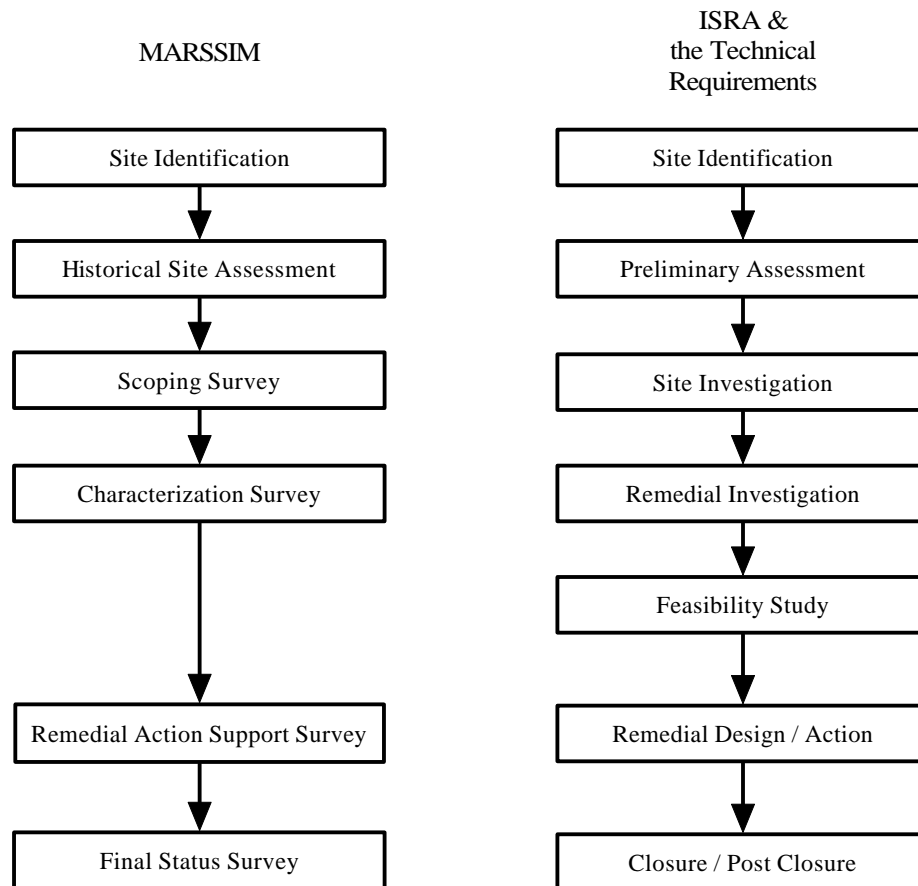 MARSSIM
ISRA &
the Technical
Requirements
Site Identification
Historical Site Assessment
Scoping Survey
Characterization Survey
Remedial Action Support Survey
Final Status Survey
Site Identification
Preliminary Assessment
Site Investigation
Remedial Investigation
Feasibility Study
Remedial Design / Action
Closure / Post Closure